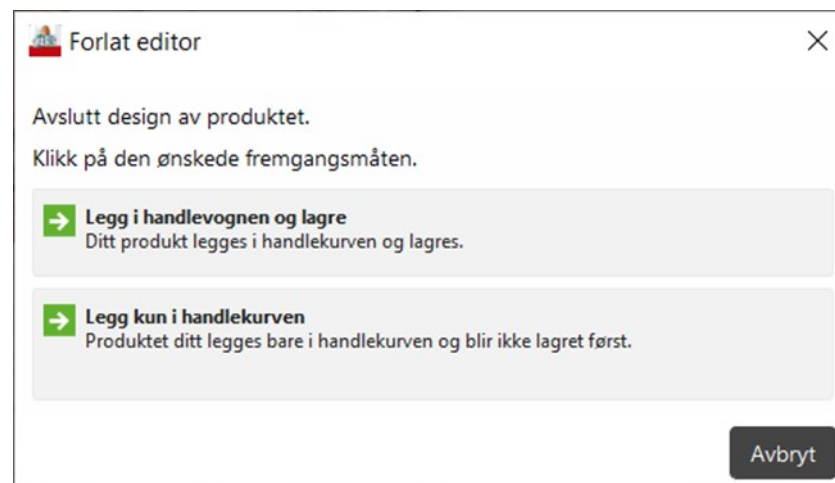 Forlat editor
Avslutt design av produktet.
Klikk på den ønskede fremgangsmåten.
Legg i handlevognen og lagre
Ditt produkt legges i handlekurven og lagres.
Legg kun i handlekurven
Produktet ditt legges bare i handlekurven og blir ikke lagret først.
Avbryt